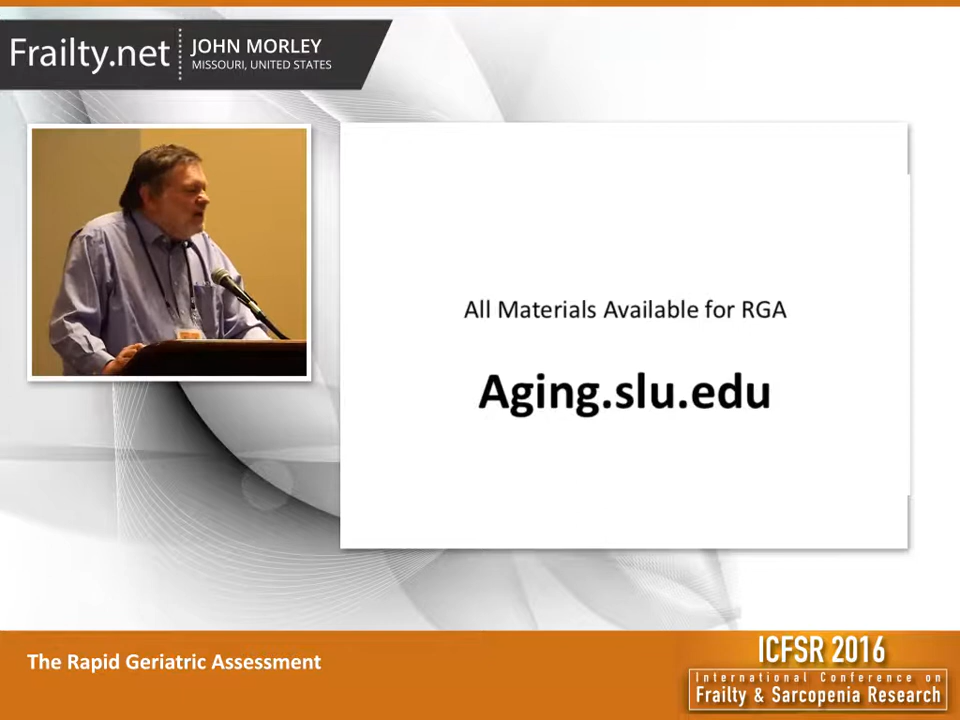 Frailty.net
JOHN MORLEY
MISSOURI, UNITED STATES
All Materials Available for RGA
Aging.slu.edu
The Rapid Geriatric Assessment
ICFSR 2016
International Conference on
Frailty & Sarcopenia Research